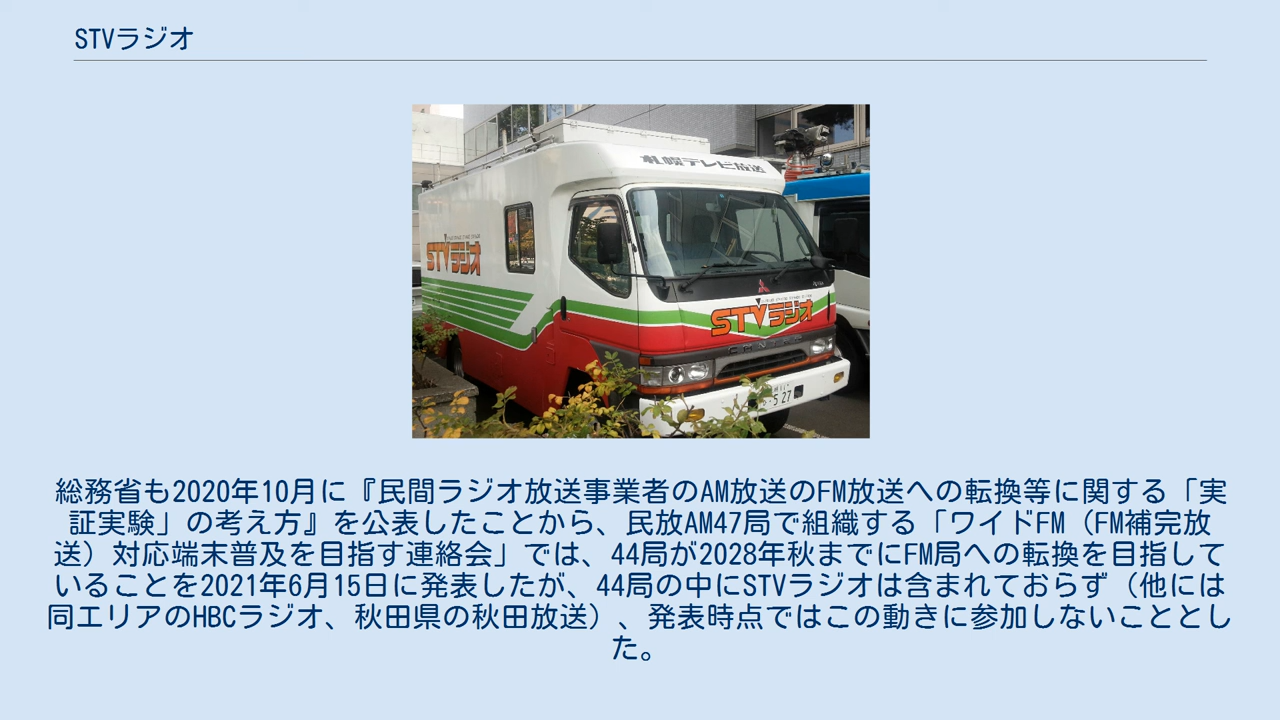 STVラジオ
札幌テレビ放送
STVラジオ
STVラジオ
CANTER
5 27
総務省も2020年10月に『民間ラジオ放送事業者のAM放送のFM放送への転換等に関する「実
証実験」の考え方』を公表したことから、民放AM47局で組織する「ワイドFM（FM補完放
送）対応端末普及を目指す連絡会」では、44局が2028年秋までにFM局への転換を目指して
いることを2021年6月15日に発表したが、44局の中にSTVラジオは含まれておらず（他には
同エリアのHBCラジオ、秋田県の秋田放送）、発表時点ではこの動きに参加しないこととし
た。